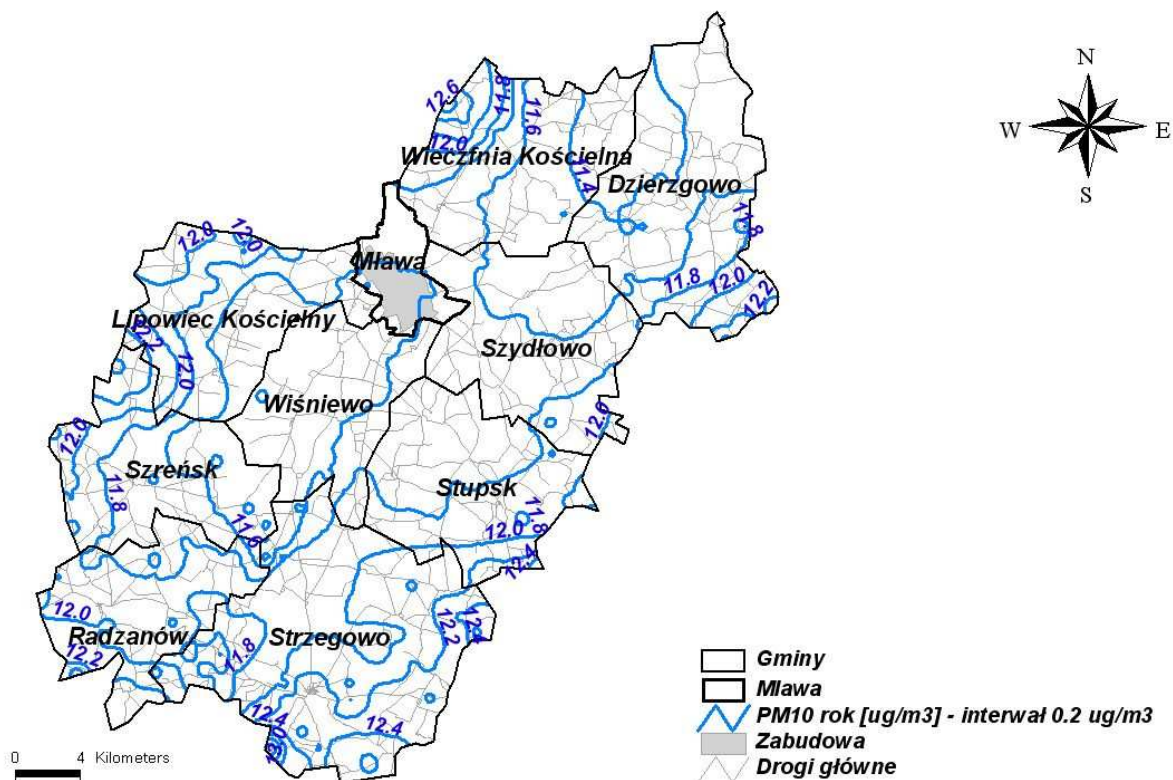 N
W E
S
12.6
11.8
11.6
12.0
Wieczfnia Kościelna
11.4
Dzierzgowo
11.8
12.0
12.0
Mława
11.8
12.0
12.2
Lipowiec Kościelny
12.2
12.0
Szydłowo
Wiśniewo
12.0
12.0
Szreńsk
11.8
Stupsk
11.6
11.8
12.0
12.4
12.0
Radzanów
12.2
11.8
Strzegowo
12.2
12.4
12.4
13.0
12.4
0 4 Kilometers
Gminy
Mława
PM10 rok [ug/m3] - interwał 0.2 ug/m3
Zabudowa
Drogi główne